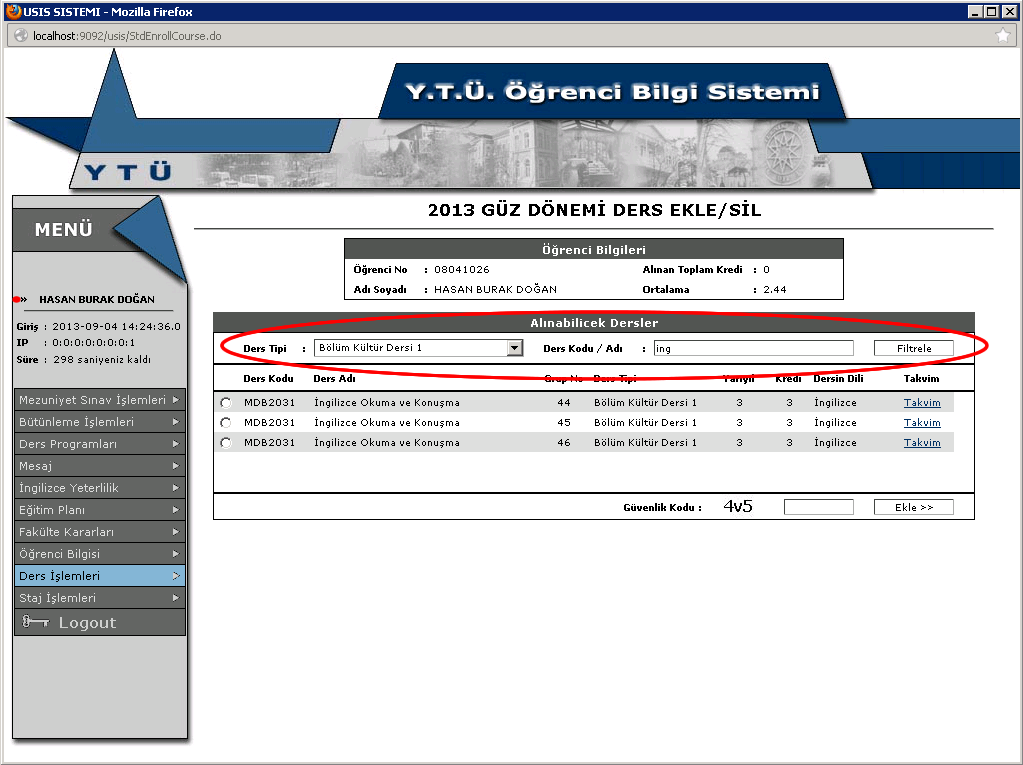 USIS SISTEMI - Mozilla Firefox
localhost:9092/usis/StdEnrollCourse.do
Y.T.Ü. Öğrenci Bilgi Sistemi
Y T Ü
MENÜ
HASAN BURAK DOĞAN
Giriş : 2013-09-04 14:24:36.0
IP : 0:0:0:0:0:0:0:1
Süre : 298 saniyeniz kaldı
Mezuniyet Sınav İşlemleri
Bütünleme İşlemleri
Ders Programları
Mesaj
İngilizce Yeterlilik
Eğitim Planı
Fakülte Kararları
Öğrenci Bilgisi
Ders İşlemleri
Staj İşlemleri
Logout
2013 GÜZ DÖNEMİ DERS EKLE/SİL
Öğrenci Bilgileri
Öğrenci No : 08041026 Alınan Toplam Kredi : 0
Adı Soyadı : HASAN BURAK DOĞAN Ortalama : 2.44
Alınabilicek Dersler
Ders Tipi : Bölüm Kültür Dersi 1 Ders Kodu / Adı : ing Filtrele
Ders Kodu Ders Adı Grup No Ders Tipi Yarıyıl Kredi Dersin Dili Takvim
MDB2031 İngilizce Okuma ve Konuşma 44 Bölüm Kültür Dersi 1 3 3 İngilizce Takvim
MDB2031 İngilizce Okuma ve Konuşma 45 Bölüm Kültür Dersi 1 3 3 İngilizce Takvim
MDB2031 İngilizce Okuma ve Konuşma 46 Bölüm Kültür Dersi 1 3 3 İngilizce Takvim
Güvenlik Kodu : 4v5 Ekle >>